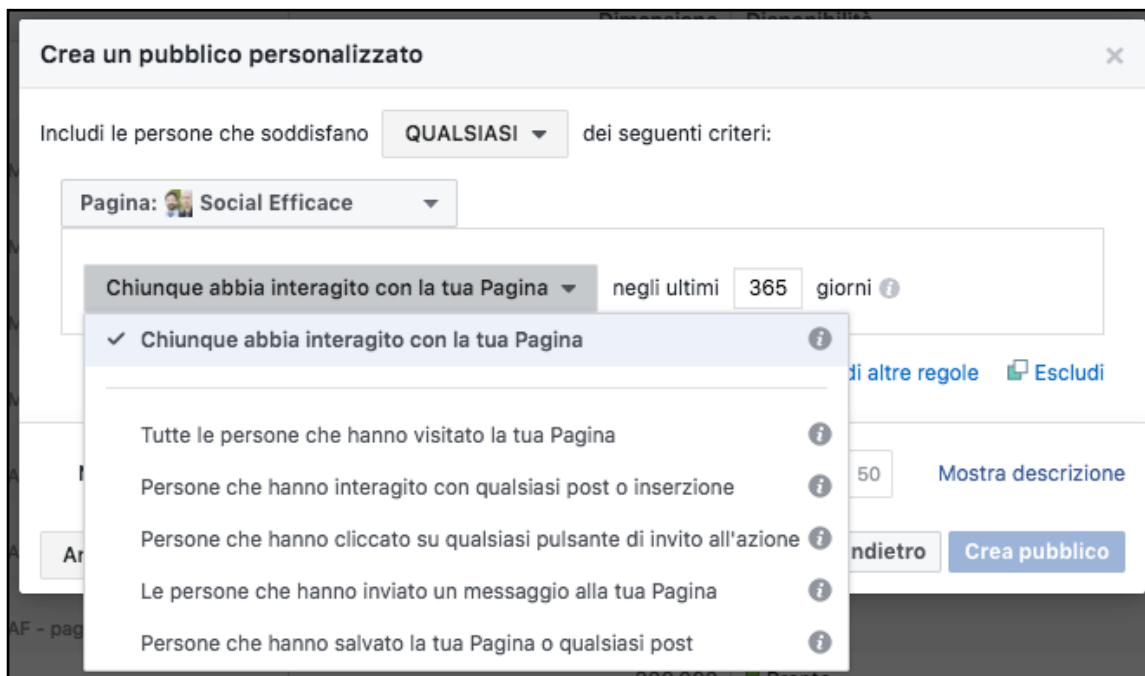 Dimensione Disponibilità
Crea un pubblico personalizzato
Includi le persone che soddisfano QUALSIASI dei seguenti criteri:
Pagina: Social Efficace
Chiunque abbia interagito con la tua Pagina negli ultimi 365 giorni
Chiunque abbia interagito con la tua Pagina
di altre regole Escludi
Tutte le persone che hanno visitato la tua Pagina
Persone che hanno interagito con qualsiasi post o inserzione 50 Mostra descrizione
Persone che hanno cliccato su qualsiasi pulsante di invito all'azione
ndietro Crea pubblico
Le persone che hanno inviato un messaggio alla tua Pagina
AF - pag
Persone che hanno salvato la tua Pagina o qualsiasi post